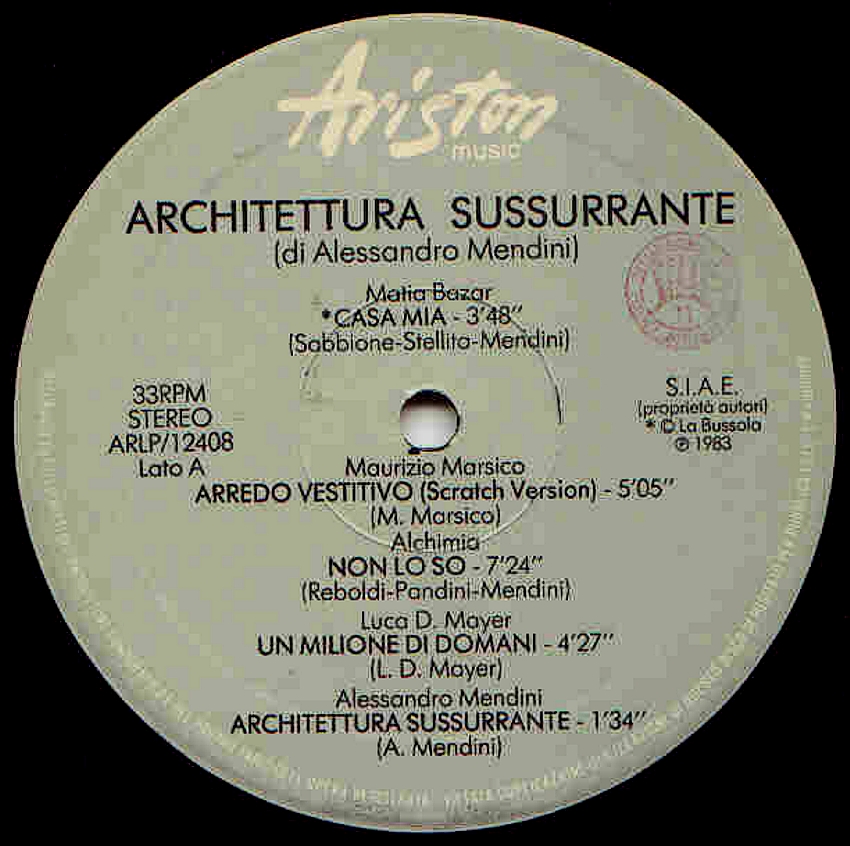 Ariston
music
ARCHITETTURA SUSSURRANTE
(di Alessandro Mendini)
Matia Bazar
*CASA MIA - 3'48"
(Sabbione-Stellita-Mendini)
33RPM
STEREO
ARLP/12408
Lato A
S.I.A.E.
(proprietà autori)
* © La Bussola
℗ 1983
Maurizio Marsico
ARREDO VESTITIVO (Scratch Version) - 5'05"
(M. Marsico)
Alchimia
NON LO SO - 7'24"
(Reboldi-Pandini-Mendini)
Luca D. Mayer
UN MILIONE DI DOMANI - 4'27"
(L. D. Mayer)
Alessandro Mendini
ARCHITETTURA SUSSURRANTE - 1'34"
(A. Mendini)